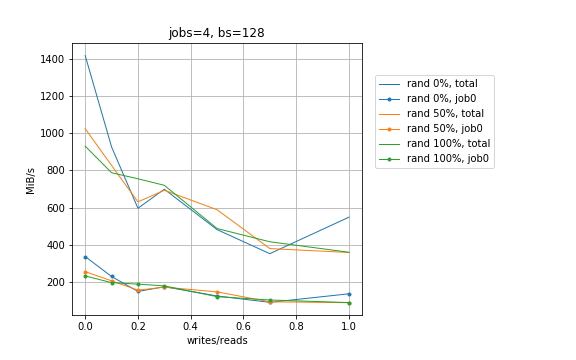 jobs=4, bs=128
MiB/s
1400
1200
1000
800
600
400
200
0.0 0.2 0.4 0.6 0.8 1.0
writes/reads
rand 0%, total
rand 0%, job0
rand 50%, total
rand 50%, job0
rand 100%, total
rand 100%, job0